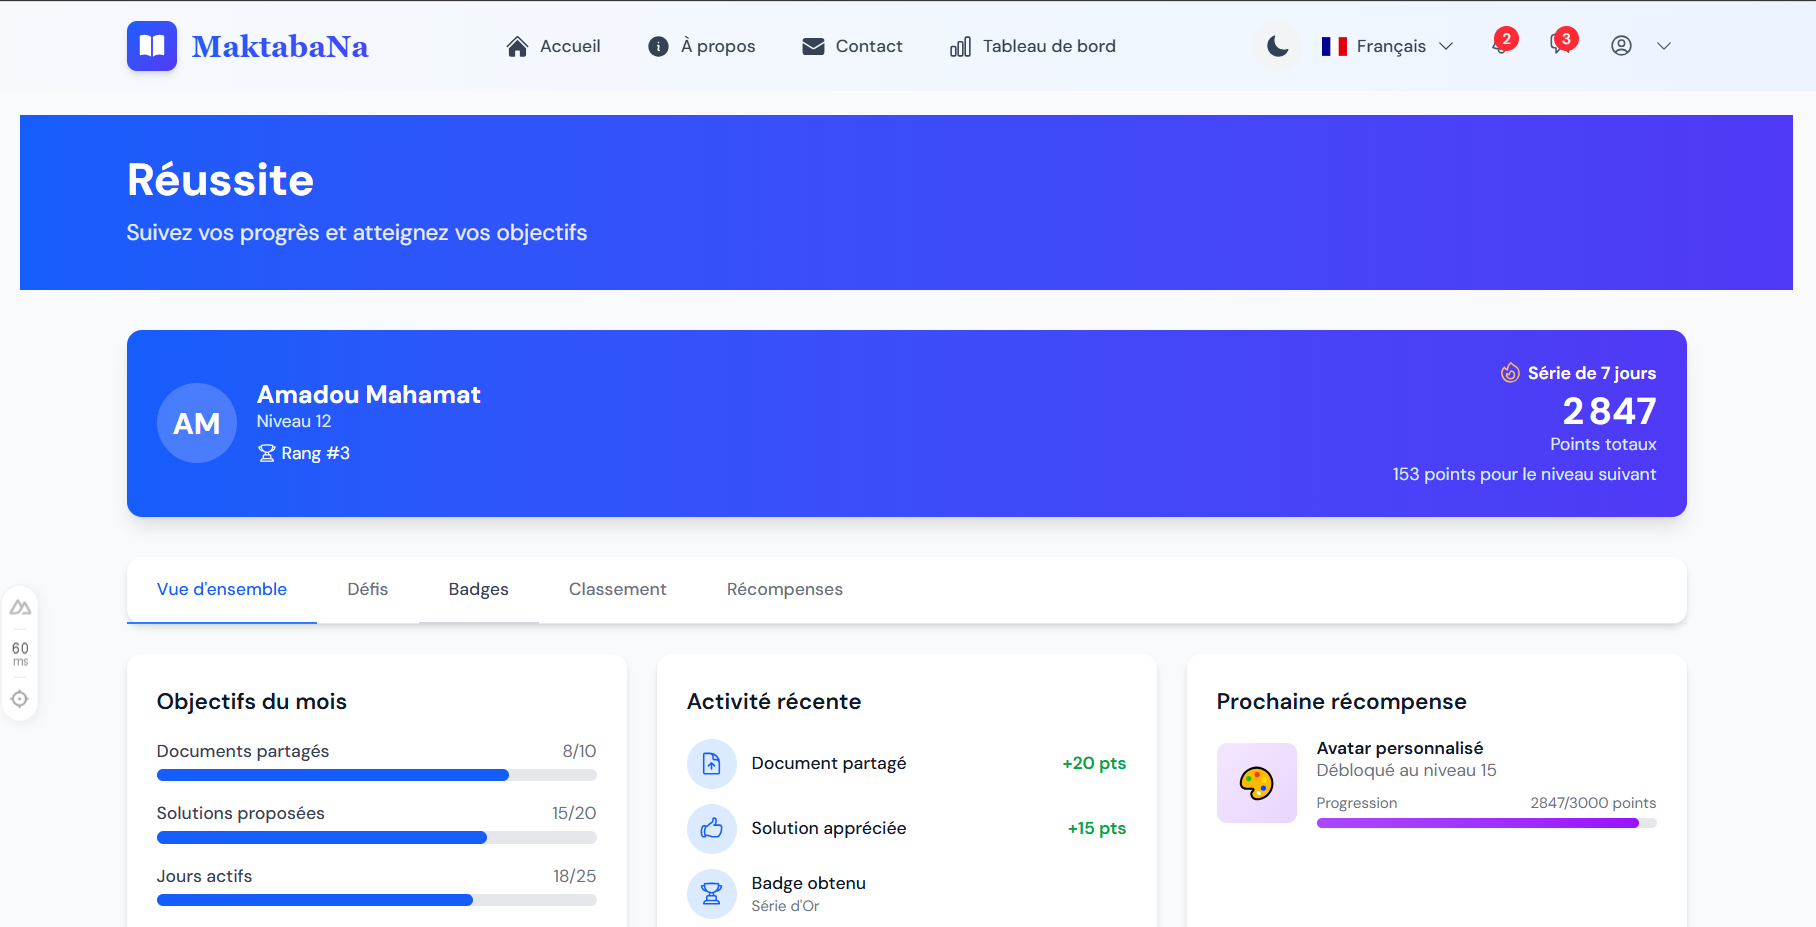 MaktabaNa
Accueil
À propos
Contact
Tableau de bord
Français
2
3
Réussite
Suivez vos progrès et atteignez vos objectifs
AM
Amadou Mahamat
Niveau 12
Rang #3
Série de 7 jours
2 847
Points totaux
153 points pour le niveau suivant
Vue d'ensemble
Défis
Badges
Classement
Récompenses
60
ms
Objectifs du mois
Documents partagés 8/10
Solutions proposées 15/20
Jours actifs 18/25
Activité récente
Document partagé +20 pts
Solution appréciée +15 pts
Badge obtenu
Série d'Or
Prochaine récompense
Avatar personnalisé
Débloqué au niveau 15
Progression 2847/3000 points